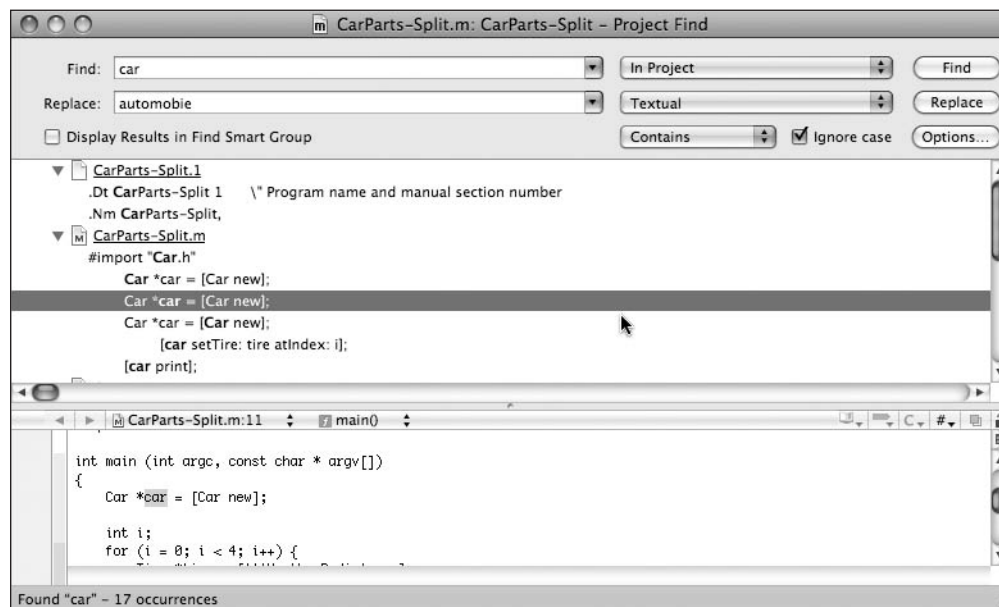 CarParts-Split.m: CarParts-Split – Project Find
Find: car In Project Find
Replace: automobie Textual Replace
Display Results in Find Smart Group Contains Ignore case Options...
CarParts-Split.1
.Dt CarParts-Split 1 \" Program name and manual section number
.Nm CarParts-Split,
CarParts-Split.m
#import "Car.h"
Car *car = [Car new];
Car *car = [Car new];
Car *car = [Car new];
[car setTire: tire atIndex: i];
[car print];
CarParts-Split.m:11 main() C #
int main (int argc, const char * argv[])
{
Car *car = [Car new];
int i;
for (i = 0; i < 4; i++) {
Found "car" – 17 occurrences